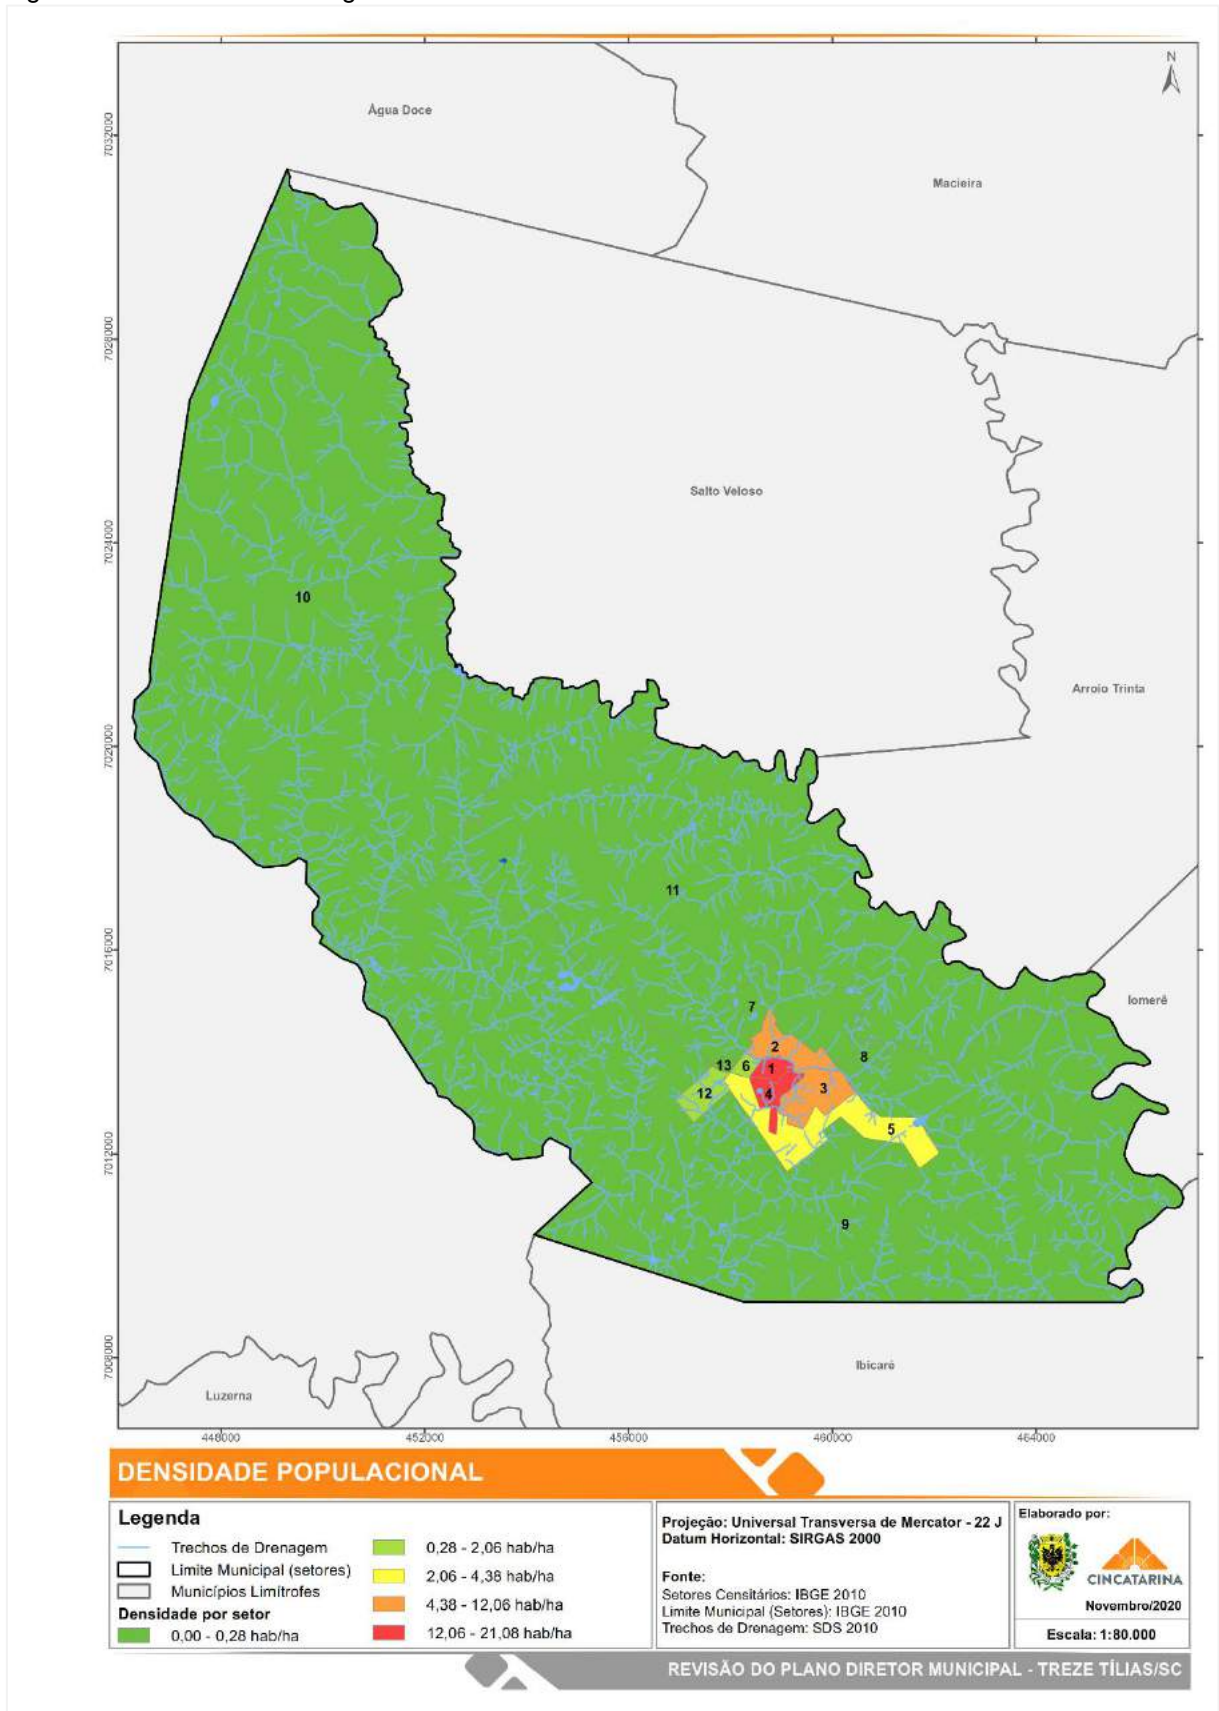 N
Água Doce
Macieira
7032000
7028000
Salto Veloso
7024000
10
Arroio Trinta
7020000
11
7016000
Iomerê
7
2
8
13
6
1
12
4
3
5
7012000
9
7008000
Ibicaré
Luzerna
448000 452000 456000 460000 464000
DENSIDADE POPULACIONAL
Legenda
Trechos de Drenagem
Limite Municipal (setores)
Municípios Limítrofes
Densidade por setor
0,00 - 0,28 hab/ha
0,28 - 2,06 hab/ha
2,06 - 4,38 hab/ha
4,38 - 12,06 hab/ha
12,06 - 21,08 hab/ha
Projeção: Universal Transversa de Mercator - 22 J
Datum Horizontal: SIRGAS 2000
Fonte:
Setores Censitários: IBGE 2010
Limite Municipal (Setores): IBGE 2010
Trechos de Drenagem: SDS 2010
Elaborado por:
CINCATARINA
Novembro/2020
Escala: 1:80.000
REVISÃO DO PLANO DIRETOR MUNICIPAL - TREZE TÍLIAS/SC